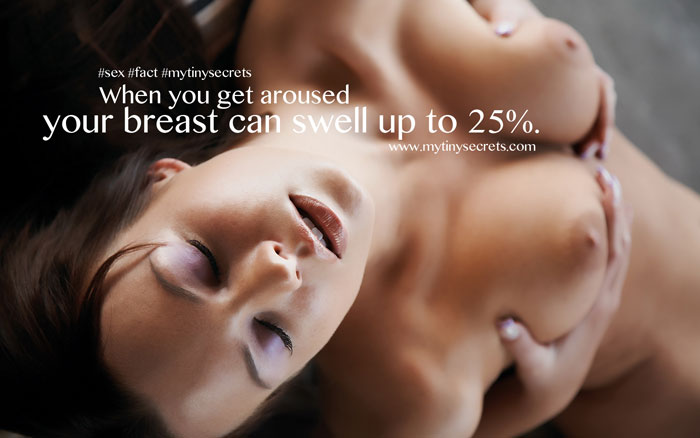 #sex #fact #mytinysecrets
When you get aroused
your breast can swell up to 25%.
www.mytinysecrets.com